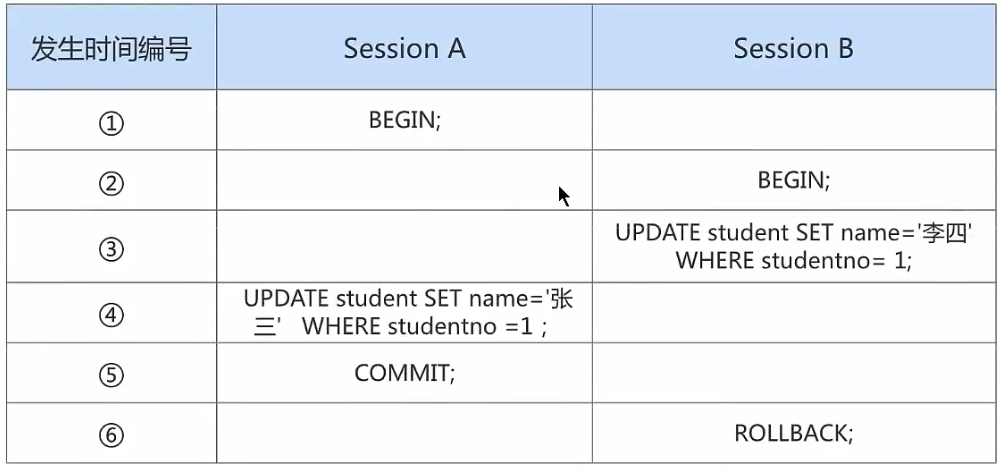 发生时间编号 Session A Session B
① BEGIN;
② BEGIN;
③ UPDATE student SET name='李四'
WHERE studentno= 1;
④ UPDATE student SET name='张
三' WHERE studentno =1 ;
⑤ COMMIT;
⑥ ROLLBACK;